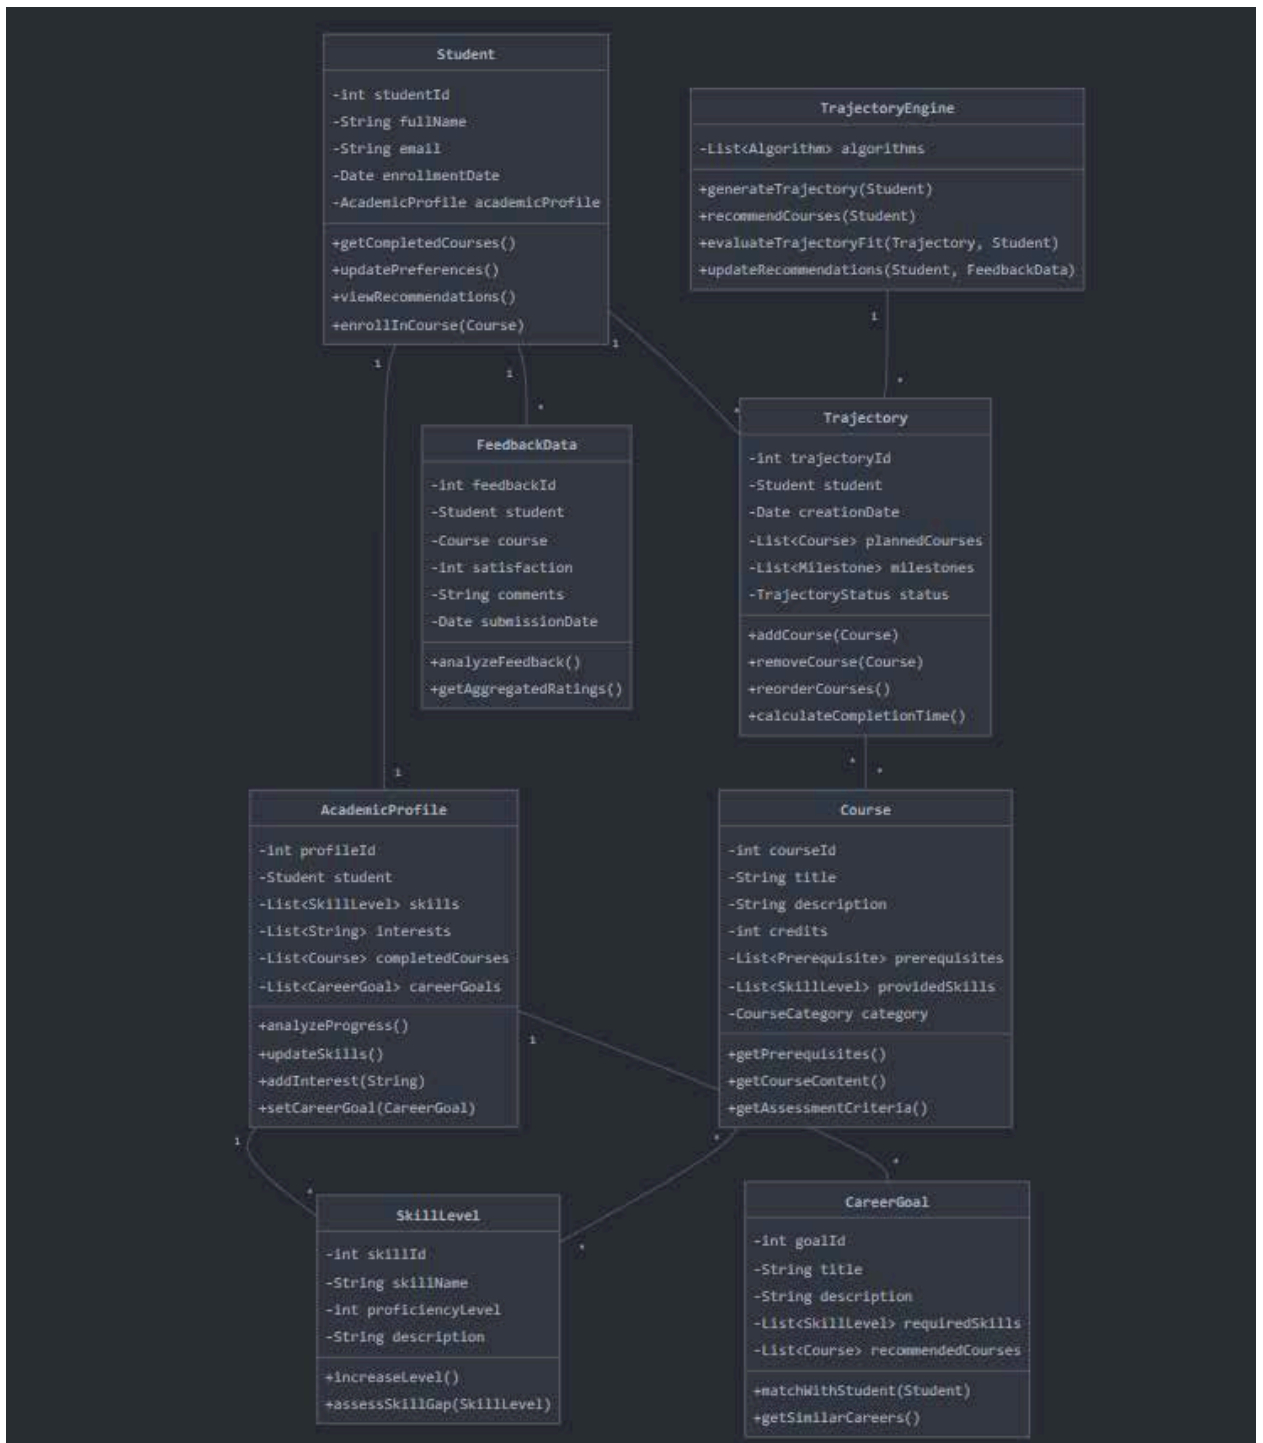 Student
-int studentId
-String fullName
-String email
-Date enrollmentDate
-AcademicProfile academicProfile
+getCompletedCourses()
+updatePreferences()
+viewRecommendations()
+enrollInCourse(Course)
TrajectoryEngine
-List<Algorithm> algorithms
+generateTrajectory(Student)
+recommendCourses(Student)
+evaluateTrajectoryFit(Trajectory, Student)
+updateRecommendations(Student, FeedbackData)
1
1
1
1
*
*
*
FeedbackData
-int feedbackId
-Student student
-Course course
-int satisfaction
-String comments
-Date submissionDate
+analyzeFeedback()
+getAggregatedRatings()
Trajectory
-int trajectoryId
-Student student
-Date creationDate
-List<Course> plannedCourses
-List<Milestone> milestones
-TrajectoryStatus status
+addCourse(Course)
+removeCourse(Course)
+reorderCourses()
+calculateCompletionTime()
1
*
*
AcademicProfile
-int profileId
-Student student
-List<SkillLevel> skills
-List<String> interests
-List<Course> completedCourses
-List<CareerGoal> careerGoals
+analyzeProgress()
+updateSkills()
+addInterest(String)
+setCareerGoal(CareerGoal)
Course
-int courseId
-String title
-String description
-int credits
-List<Prerequisite> prerequisites
-List<SkillLevel> providedSkills
-CourseCategory category
+getPrerequisites()
+getCourseContent()
+getAssessmentCriteria()
1
1
*
*
*
*
SkillLevel
-int skillId
-String skillName
-int proficiencyLevel
-String description
+increaseLevel()
+assessSkillGap(SkillLevel)
CareerGoal
-int goalId
-String title
-String description
-List<SkillLevel> requiredSkills
-List<Course> recommendedCourses
+matchWithStudent(Student)
+getSimilarCareers()